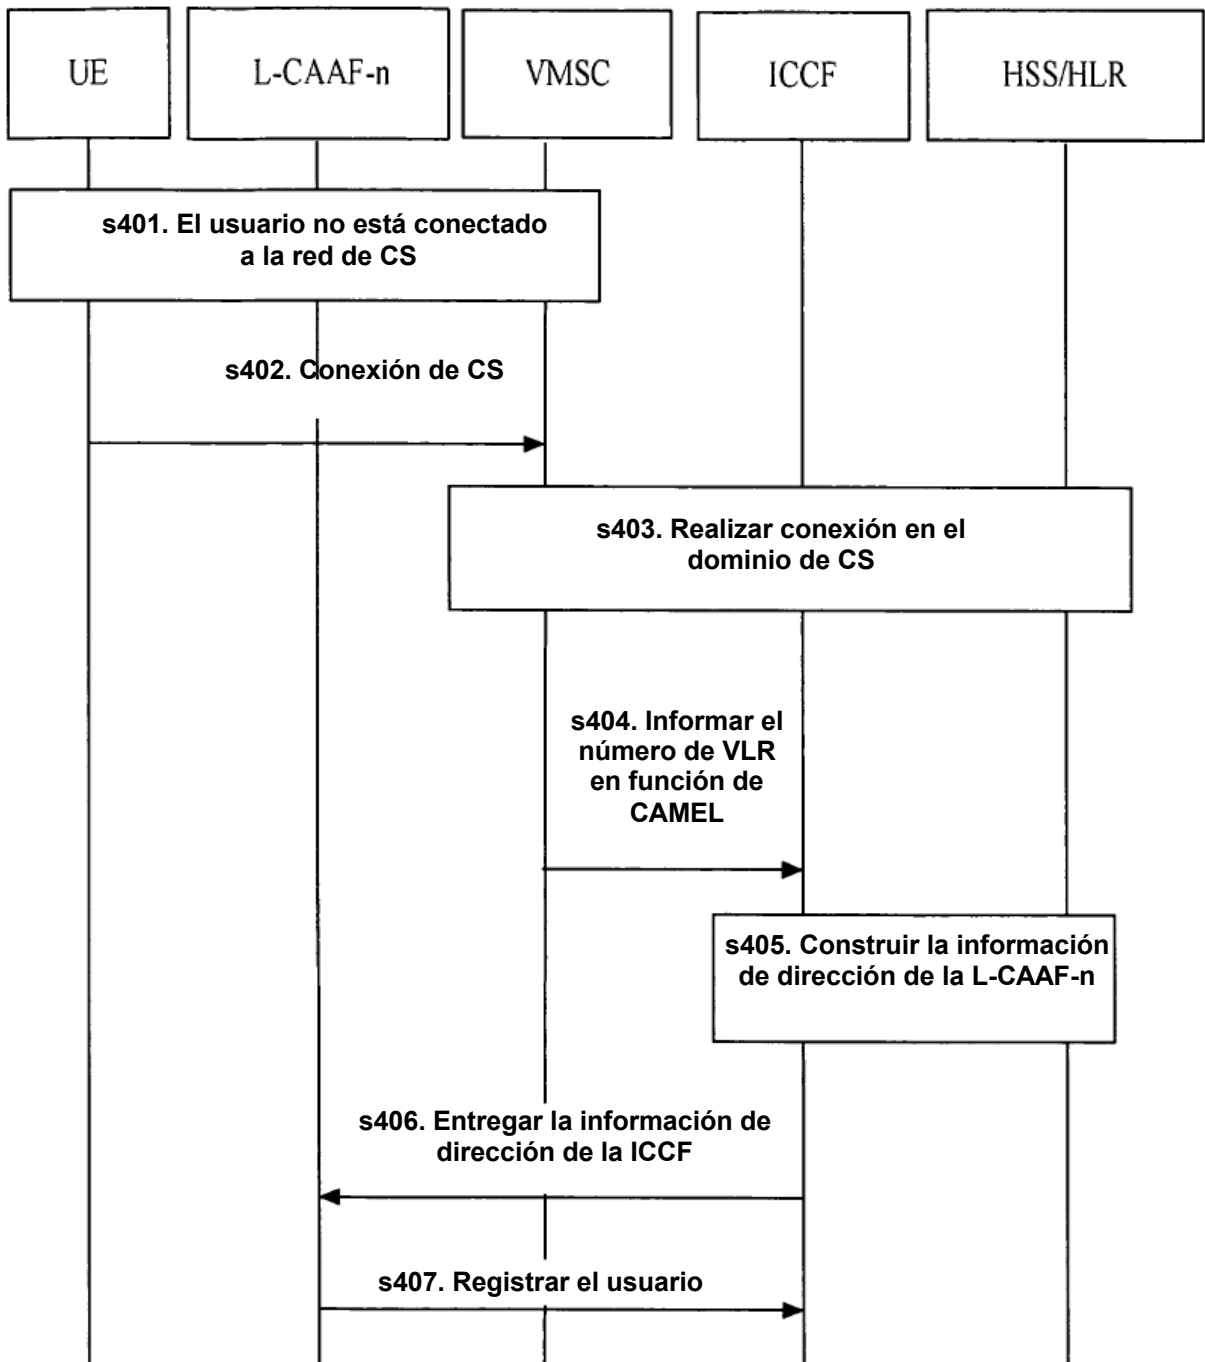 UE
L-CAAF-n
VMSC
ICCF
HSS/HLR
s401. El usuario no está conectado
a la red de CS
s402. Conexión de CS
s403. Realizar conexión en el
dominio de CS
s404. Informar el
número de VLR
en función de
CAMEL
s405. Construir la información
de dirección de la L-CAAF-n
s406. Entregar la información de
dirección de la ICCF
s407. Registrar el usuario